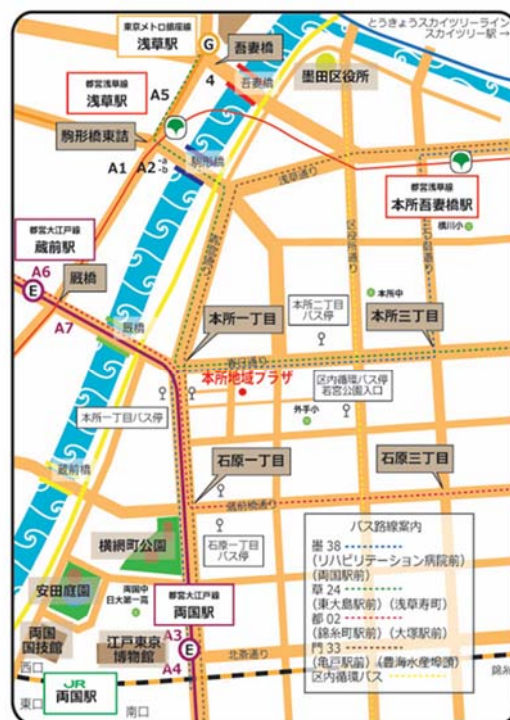 とうきょうスカイツリーライン
スカイツリー駅→
東京メトロ銀座線
浅草駅
G
吾妻橋
墨田区役所
都営浅草線
浅草駅
A5
4
吾妻橋
駒形橋東詰
A1
A2-a
-b
駒形橋
浅草通り
都営浅草線
本所吾妻橋駅
横川小
区役所通り
都営大江戸線
蔵前駅
A6
E
厩橋
A7
厩橋
本所一丁目
本所二丁目
バス停
本所中
本所三丁目
春日通り
本所地域プラザ
区内循環バス停
若宮公園入口
外手小
本所一丁目バス停
石原一丁目
石原三丁目
蔵前橋
蔵前橋通り
石原一丁目
バス停
横網町公園
安田庭園
両国中
日大第一高
都営大江戸線
両国駅
両国
国技館
江戸東京
博物館
A3
E
A4
北斎通り
西口
東口
JR
両国駅
南口
錦糸
バス路線案内
墨38
(リハビリテーション病院前)
(両国駅前)
草24
(東大島駅前)(浅草寿町)
都02
(錦糸町駅前)(大塚駅前)
門33
(亀戸駅前)(豊海水産埠頭)
区内循環バス